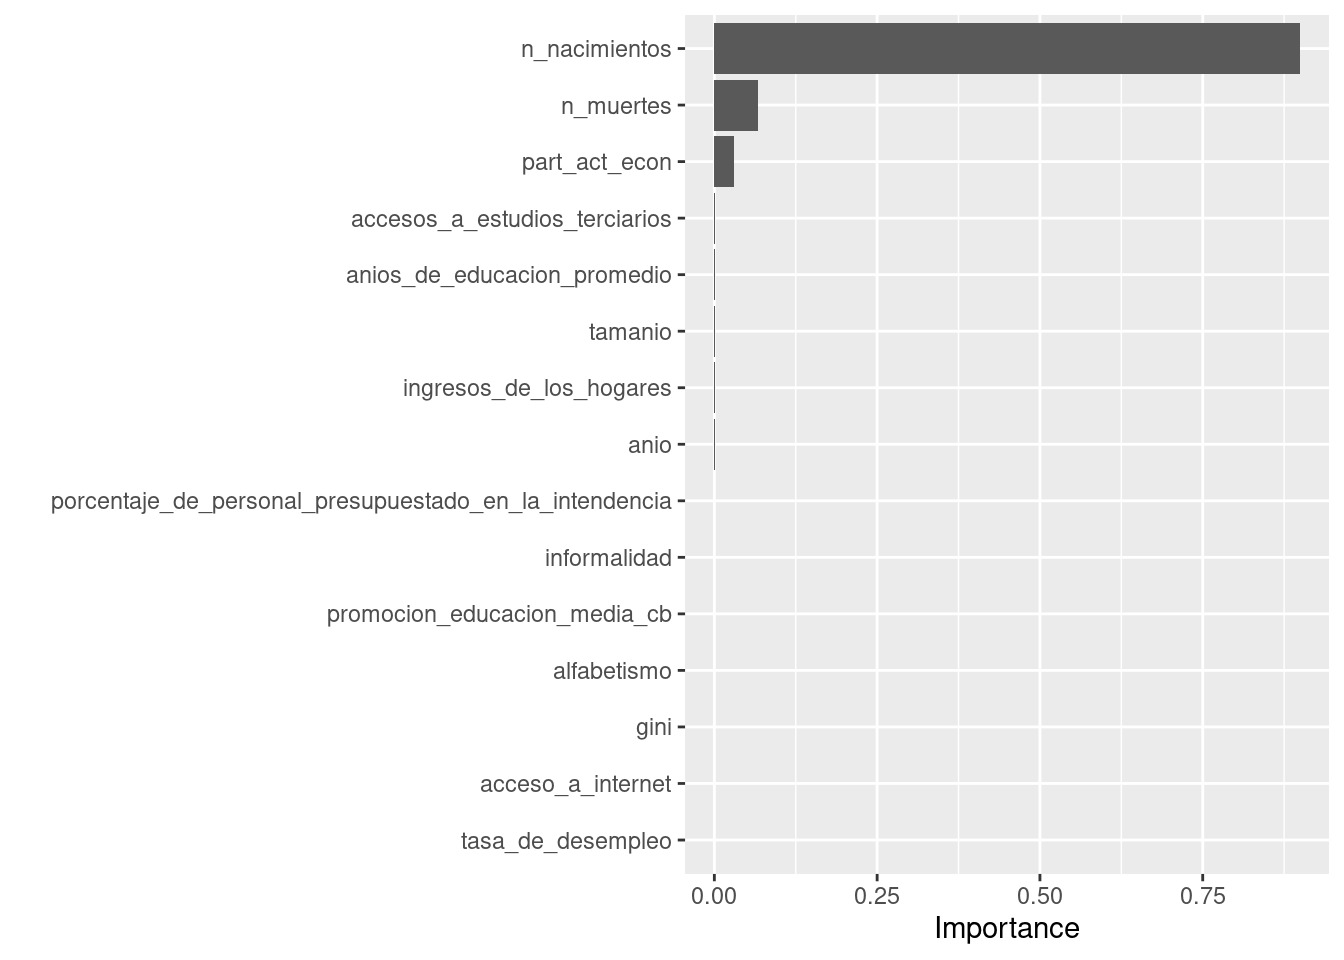 n_nacimientos
n_muertes
part_act_econ
accesos_a_estudios_terciarios
anios_de_educacion_promedio
tamanio
ingresos_de_los_hogares
anio
porcentaje_de_personal_presupuestado_en_la_intendencia
informalidad
promocion_educacion_media_cb
alfabetismo
gini
acceso_a_internet
tasa_de_desempleo
0.00 0.25 0.50 0.75
Importance